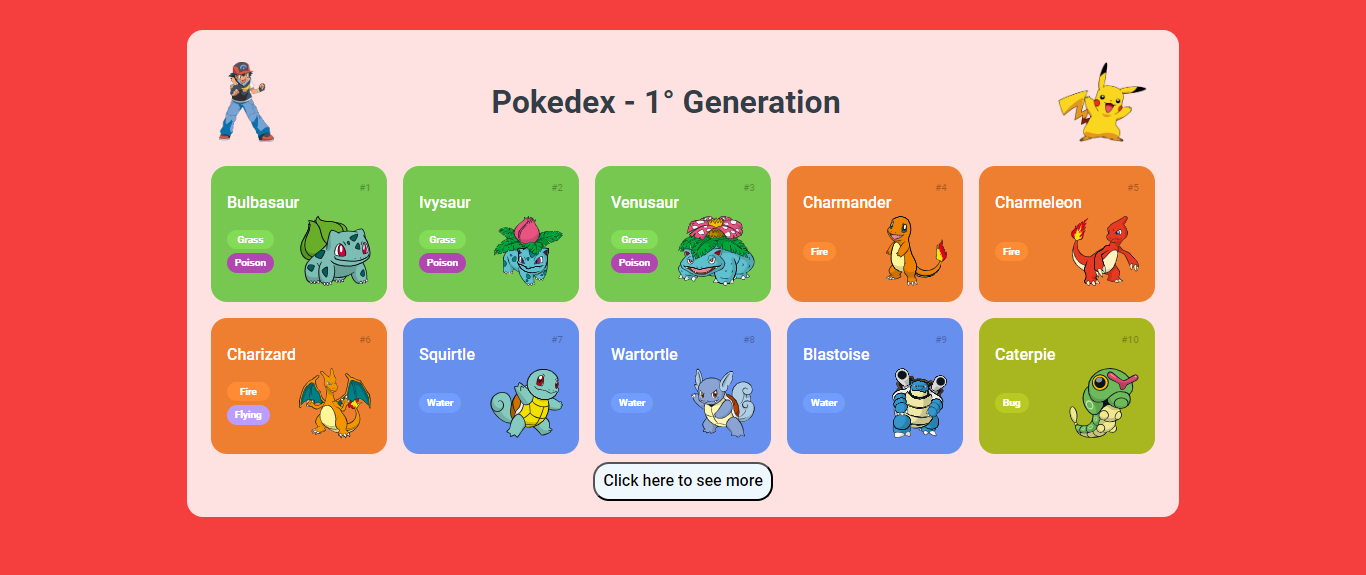 Pokedex - 1° Generation
#1
Bulbasaur
Grass
Poison
#2
Ivysaur
Grass
Poison
#3
Venusaur
Grass
Poison
#4
Charmander
Fire
#5
Charmeleon
Fire
#6
Charizard
Fire
Flying
#7
Squirtle
Water
#8
Wartortle
Water
#9
Blastoise
Water
#10
Caterpie
Bug
Click here to see more